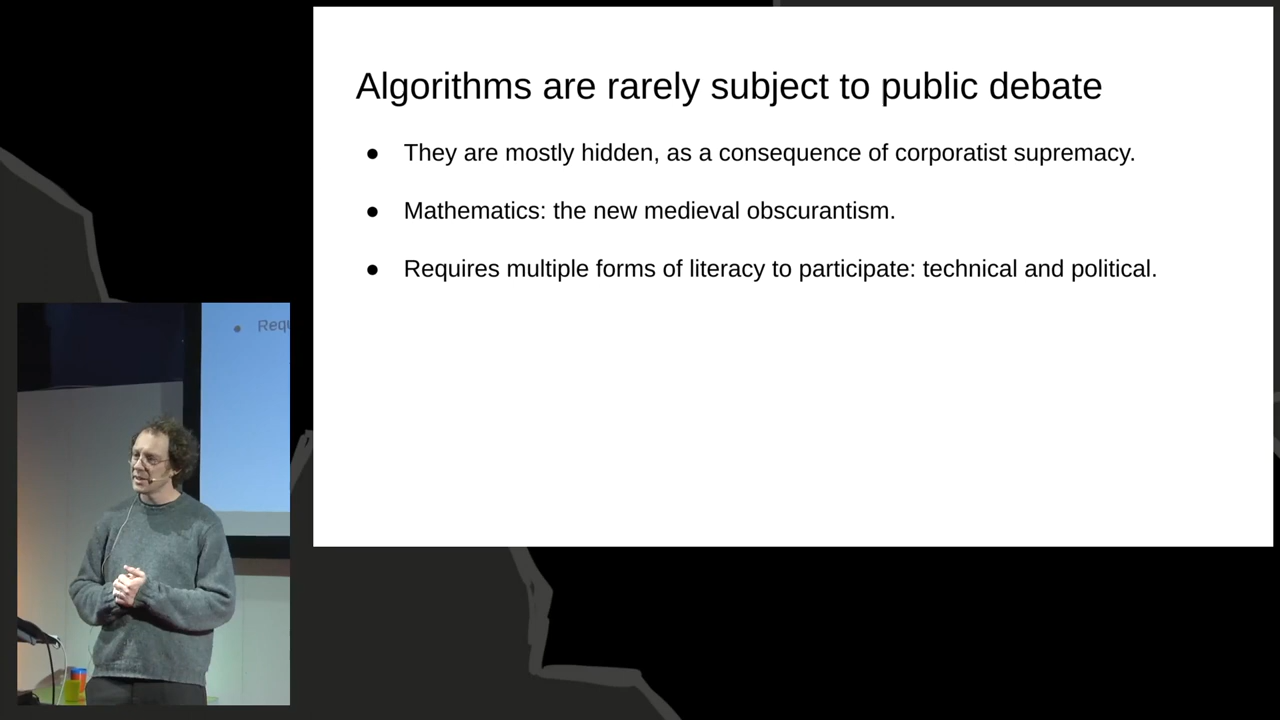 Algorithms are rarely subject to public debate
● They are mostly hidden, as a consequence of corporatist supremacy.
● Mathematics: the new medieval obscurantism.
● Requires multiple forms of literacy to participate: technical and political.
● Requ